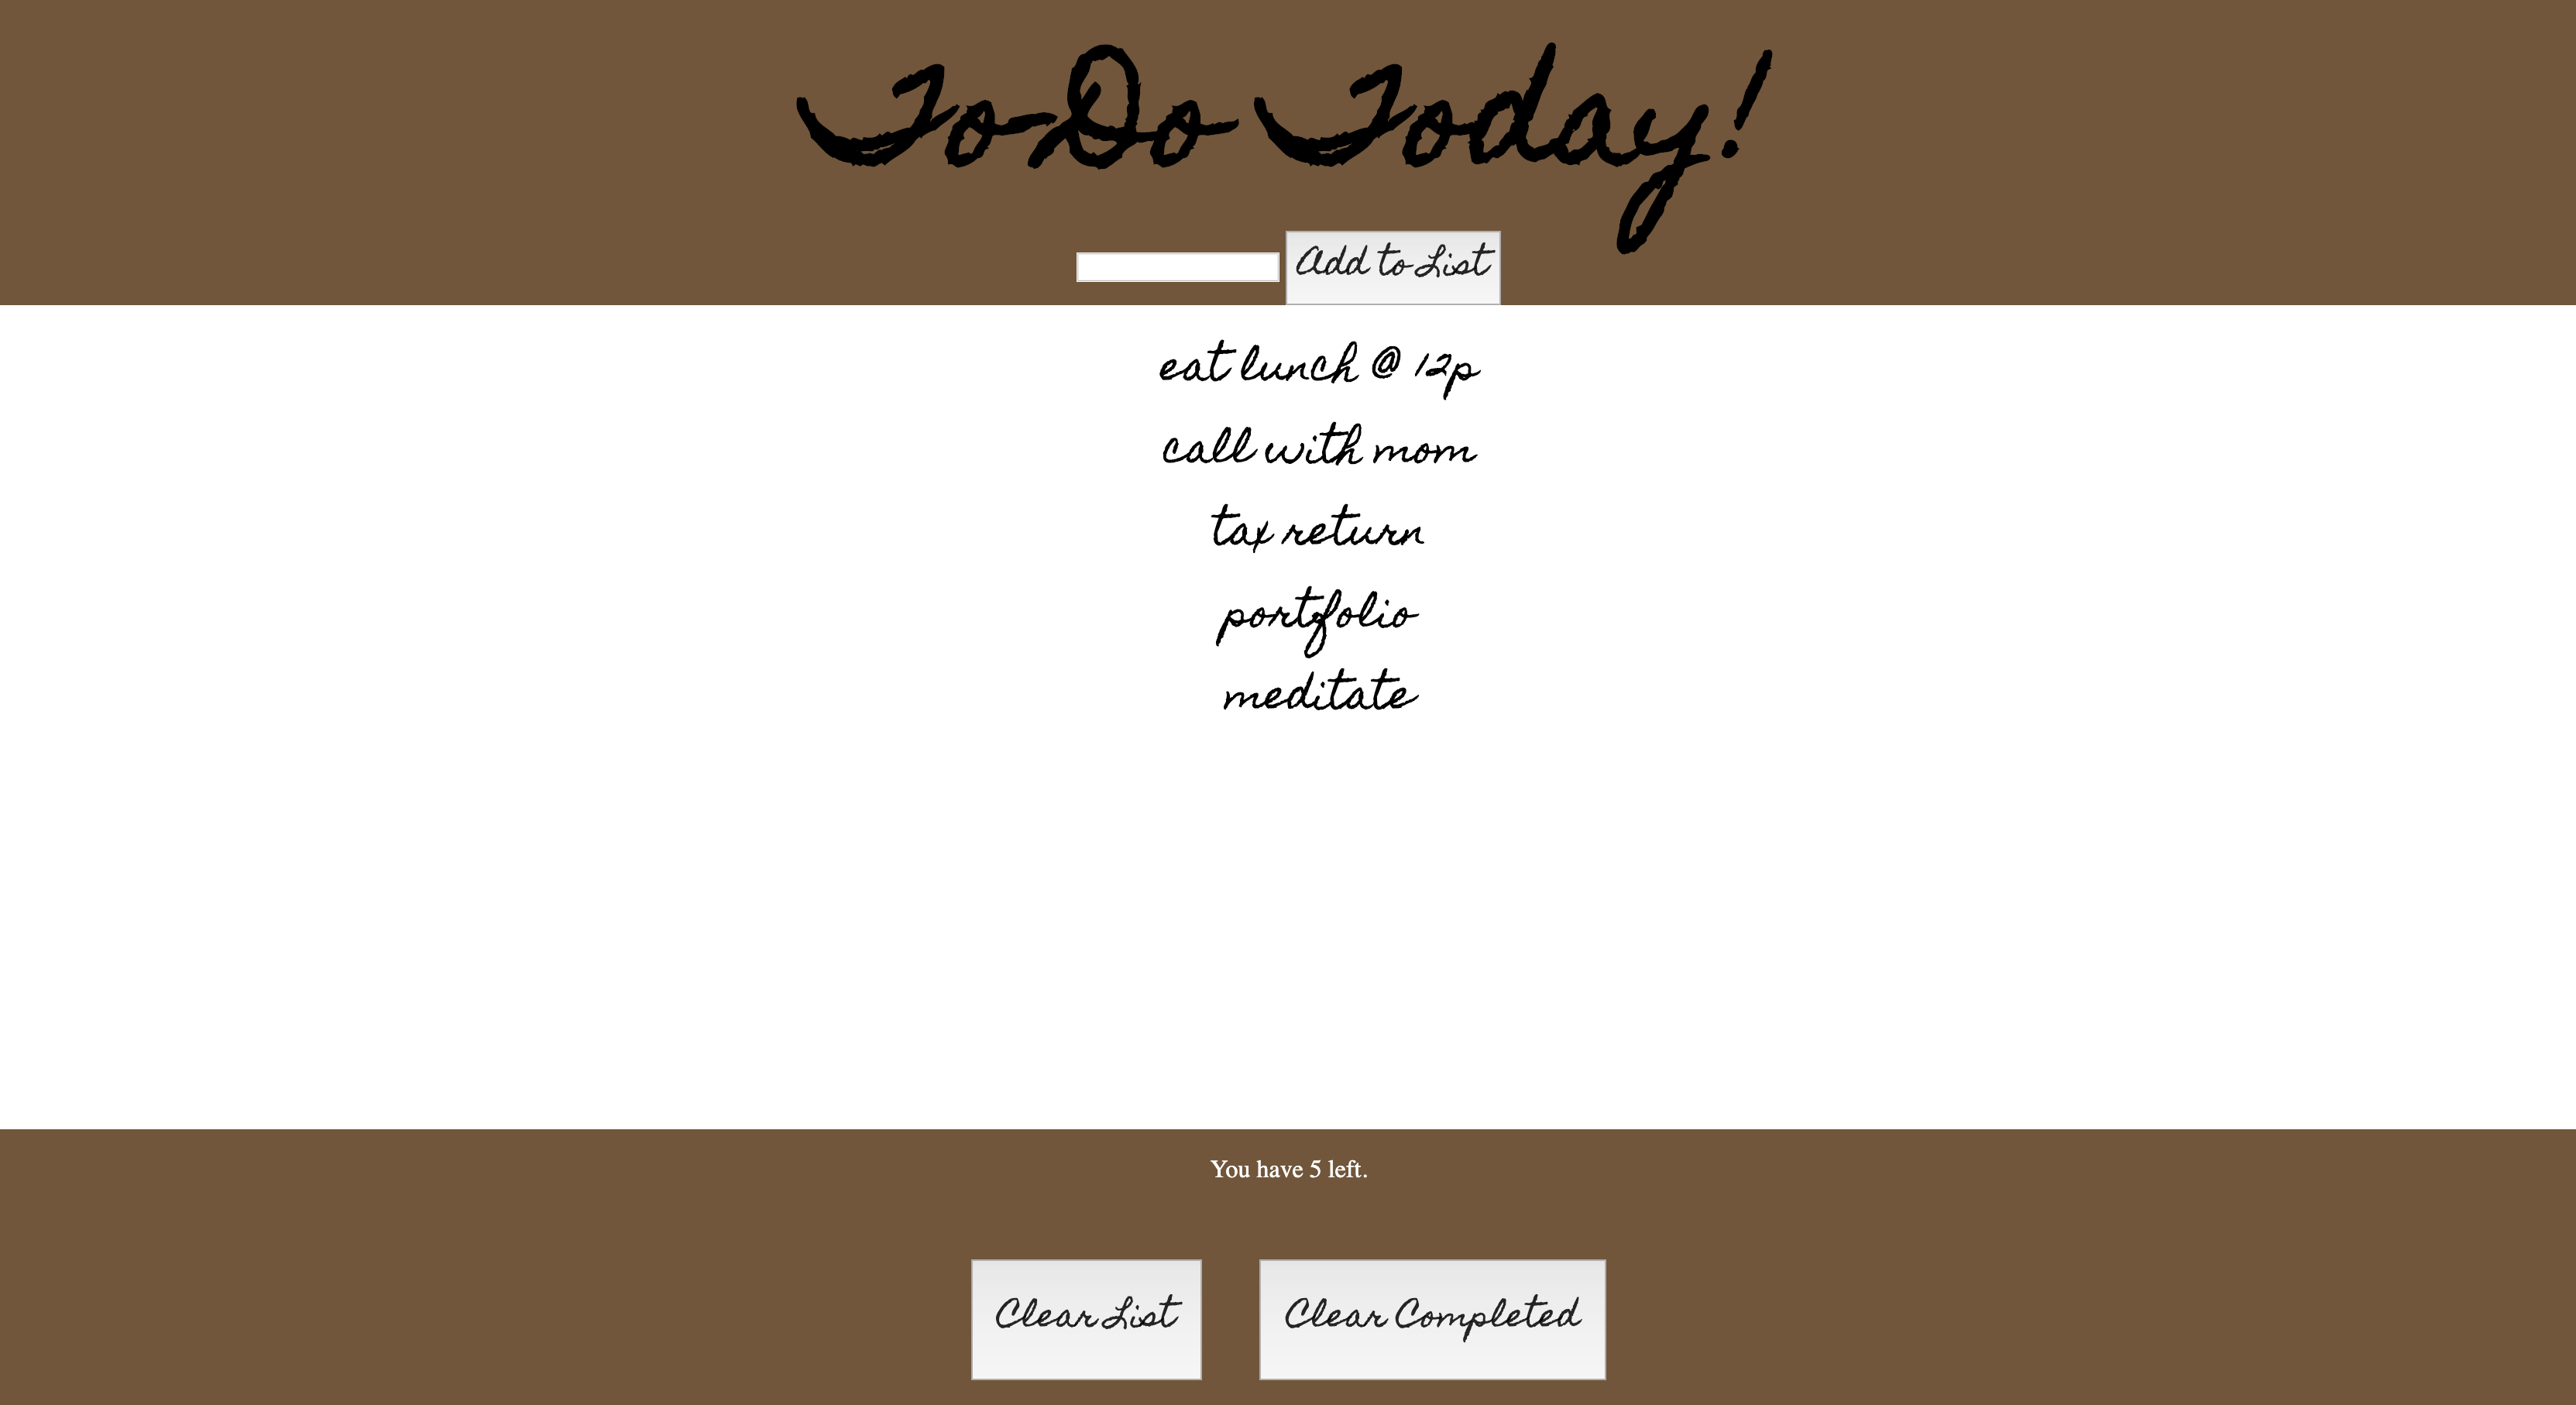 To Do Today!
Add to List
eat lunch @ 12p
call with mom
tax return
portfolio
meditate
You have 5 left.
Clear List
Clear Completed